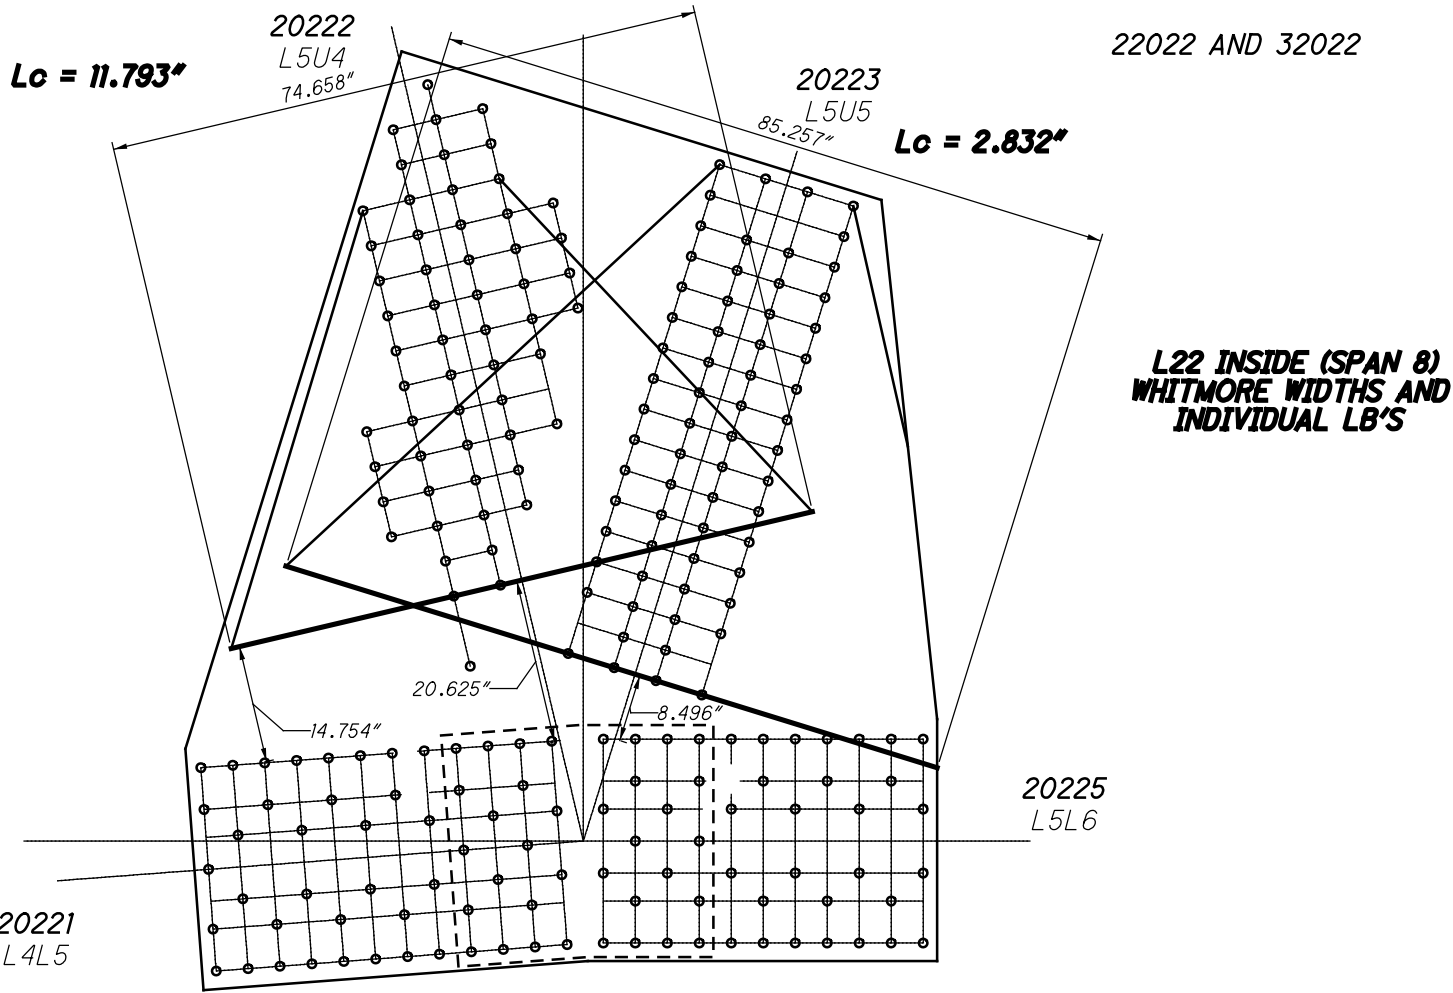 20222
L5U4
22022 AND 32022
Lc = 11.793"
74.658"
20223
L5U5
85.257"
Lc = 2.832"
L22 INSIDE (SPAN 8)
WHITMORE WIDTHS AND
INDIVIDUAL LB'S
20.625"
8.496"
14.754"
20225
L5L6
20221
L4L5